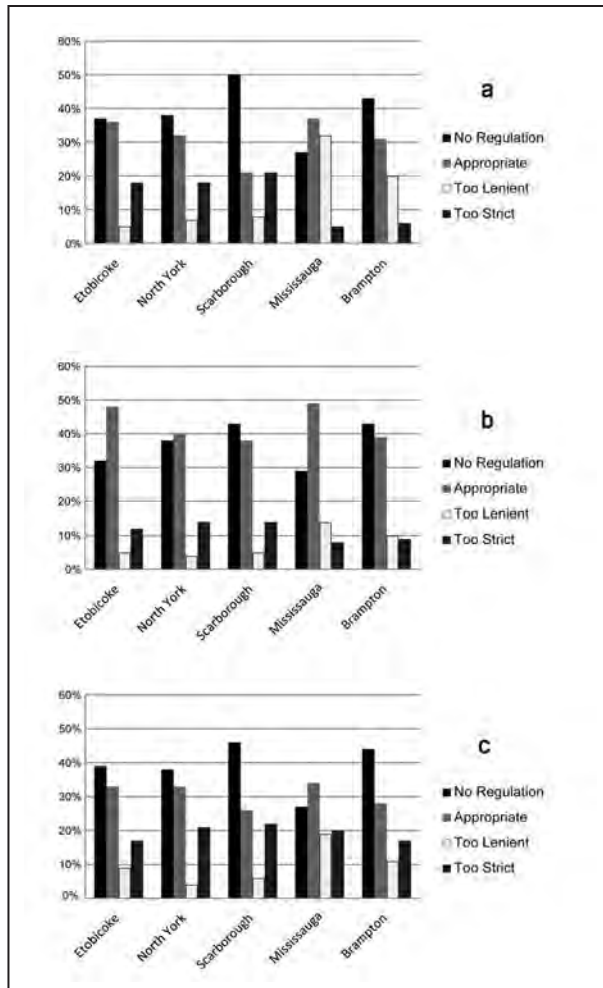 60%
50%
40%
30%
20%
10%
0%
Etobicoke
North York
Scarborough
Mississauga
Brampton
a
No Regulation
Appropriate
Too Lenient
Too Strict
60%
50%
40%
30%
20%
10%
0%
Etobicoke
North York
Scarborough
Mississauga
Brampton
b
No Regulation
Appropriate
Too Lenient
Too Strict
60%
50%
40%
30%
20%
10%
0%
Etobicoke
North York
Scarborough
Mississauga
Brampton
c
No Regulation
Appropriate
Too Lenient
Too Strict